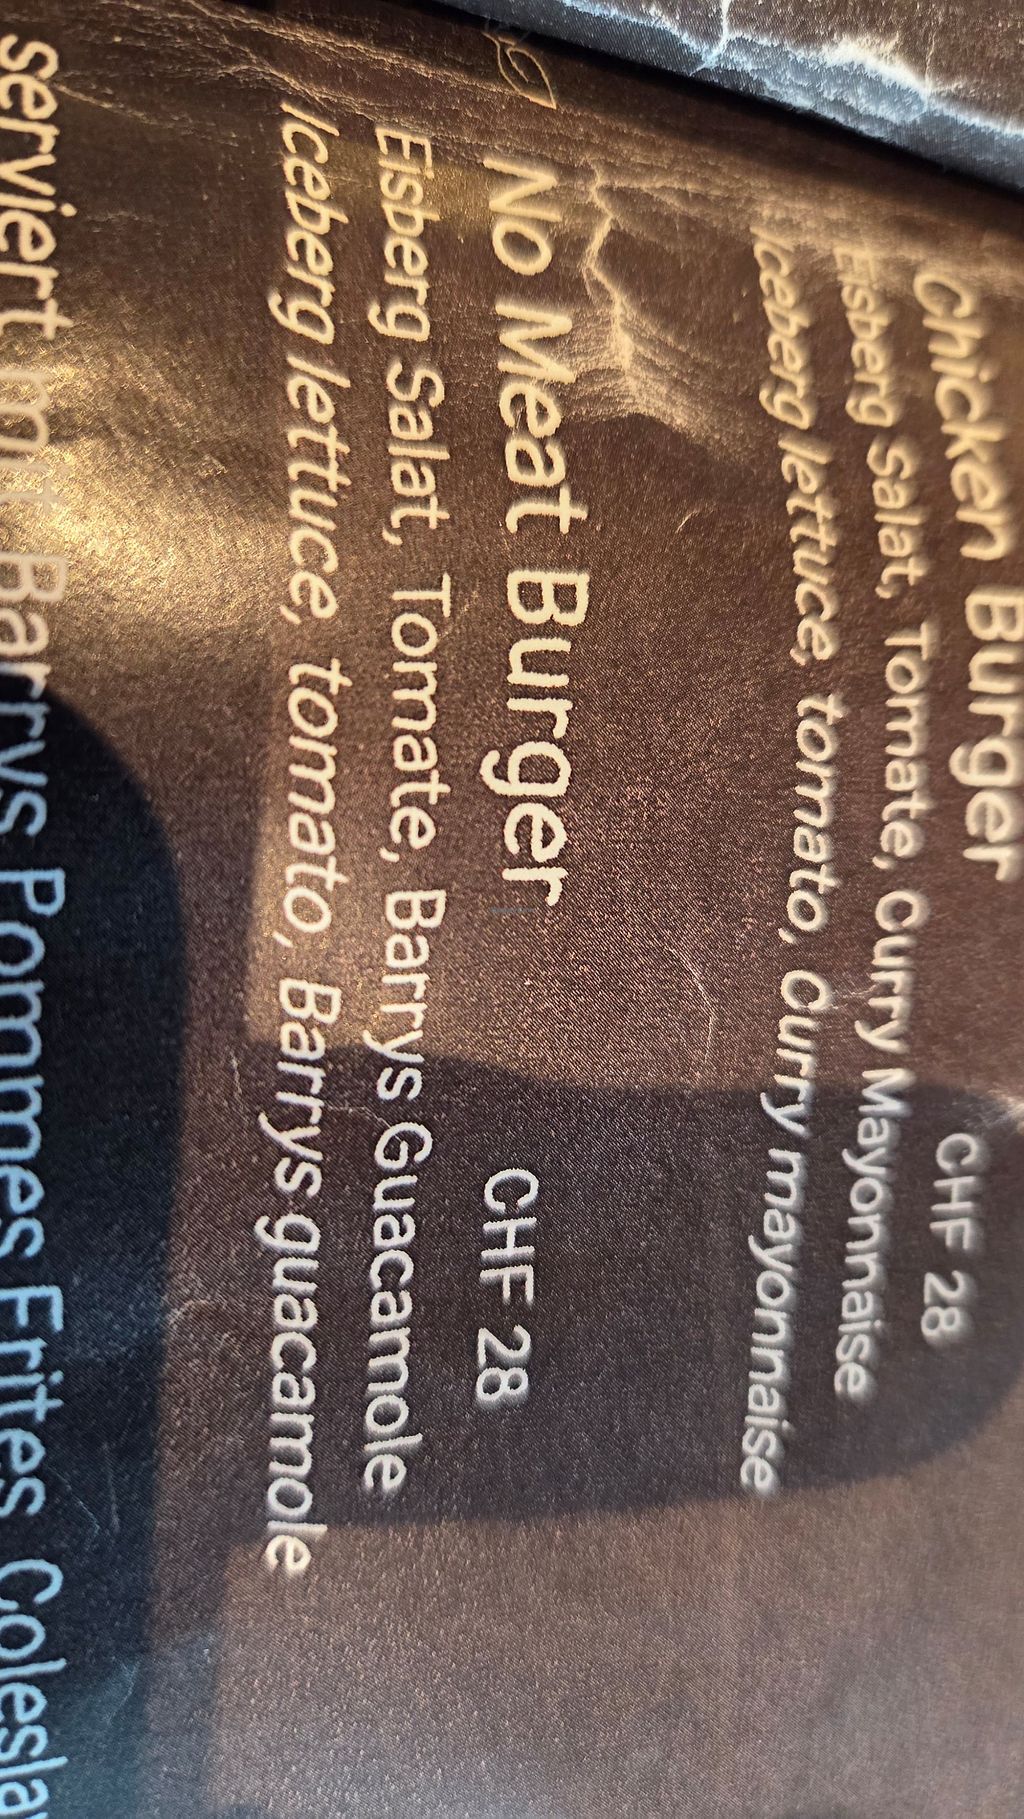 Chicken Burger CHF 28
Eisberg Salat, Tomate, Curry Mayonnaise
Iceberg lettuce, tomato, Curry mayonnaise
No Meat Burger CHF 28
Eisberg Salat, Tomate, Barrys Guacamole
Iceberg lettuce, tomato, Barrys guacamole
serviert mit: Barrys Pommes Frites